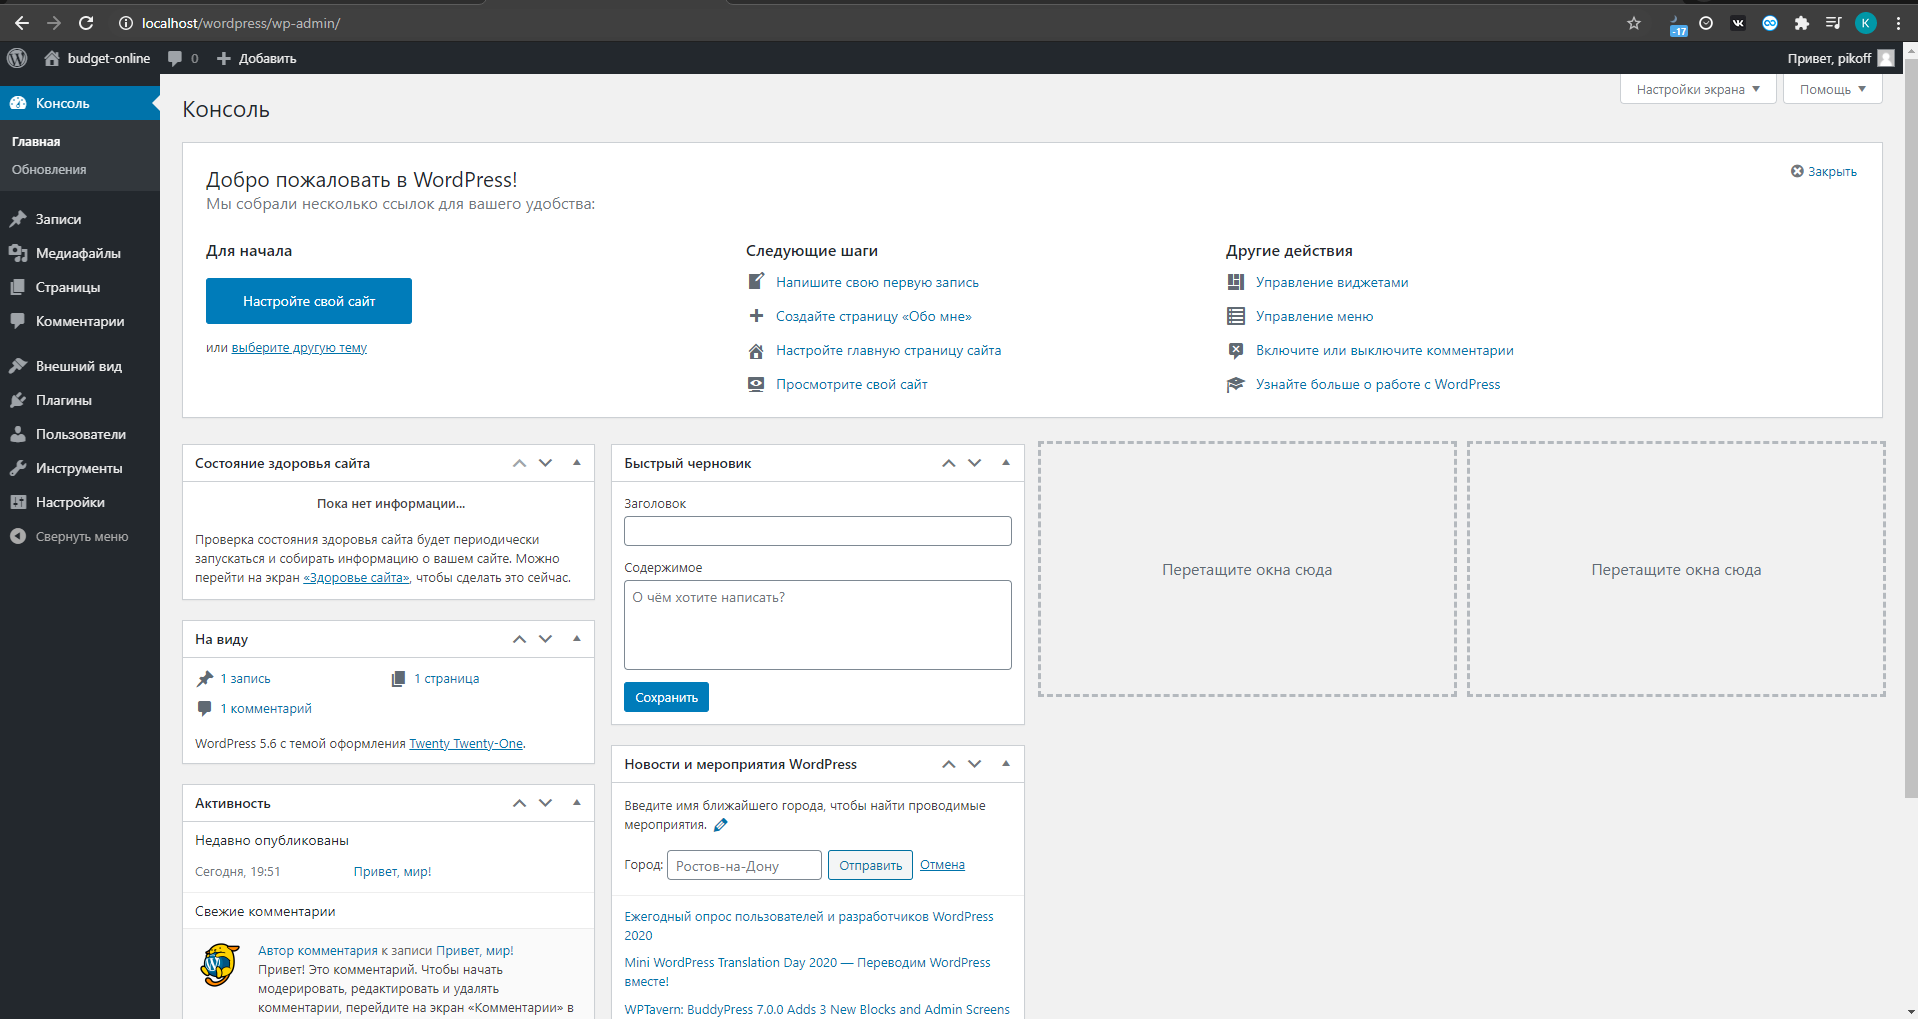 localhost/wordpress/wp-admin/
-17
K
budget-online
0
Добавить
Привет, pikoff
Консоль
Главная
Обновления
Записи
Медиафайлы
Страницы
Комментарии
Внешний вид
Плагины
Пользователи
Инструменты
Настройки
Свернуть меню
Настройки экрана
Помощь
Консоль
Добро пожаловать в WordPress!
Мы собрали несколько ссылок для вашего удобства:
Закрыть
Для начала
Настройте свой сайт
или выберите другую тему
Следующие шаги
Напишите свою первую запись
Создайте страницу «Обо мне»
Настройте главную страницу сайта
Просмотрите свой сайт
Другие действия
Управление виджетами
Управление меню
Включите или выключите комментарии
Узнайте больше о работе с WordPress
Состояние здоровья сайта
Пока нет информации...
Проверка состояния здоровья сайта будет периодически
запускаться и собирать информацию о вашем сайте. Можно
перейти на экран «Здоровье сайта», чтобы сделать это сейчас.
На виду
1 запись
1 страница
1 комментарий
WordPress 5.6 с темой оформления Twenty Twenty-One.
Активность
Недавно опубликованы
Сегодня, 19:51
Привет, мир!
Свежие комментарии
Автор комментария к записи Привет, мир!
Привет! Это комментарий. Чтобы начать
модерировать, редактировать и удалять
комментарии, перейдите на экран «Комментарии» в
Быстрый черновик
Заголовок
Содержимое
О чём хотите написать?
Сохранить
Новости и мероприятия WordPress
Введите имя ближайшего города, чтобы найти проводимые
мероприятия.
Город:
Ростов-на-Дону
Отправить
Отмена
Ежегодный опрос пользователей и разработчиков WordPress
2020
Mini WordPress Translation Day 2020 — Переводим WordPress
вместе!
WPTavern: BuddyPress 7.0.0 Adds 3 New Blocks and Admin Screens
Перетащите окна сюда
Перетащите окна сюда